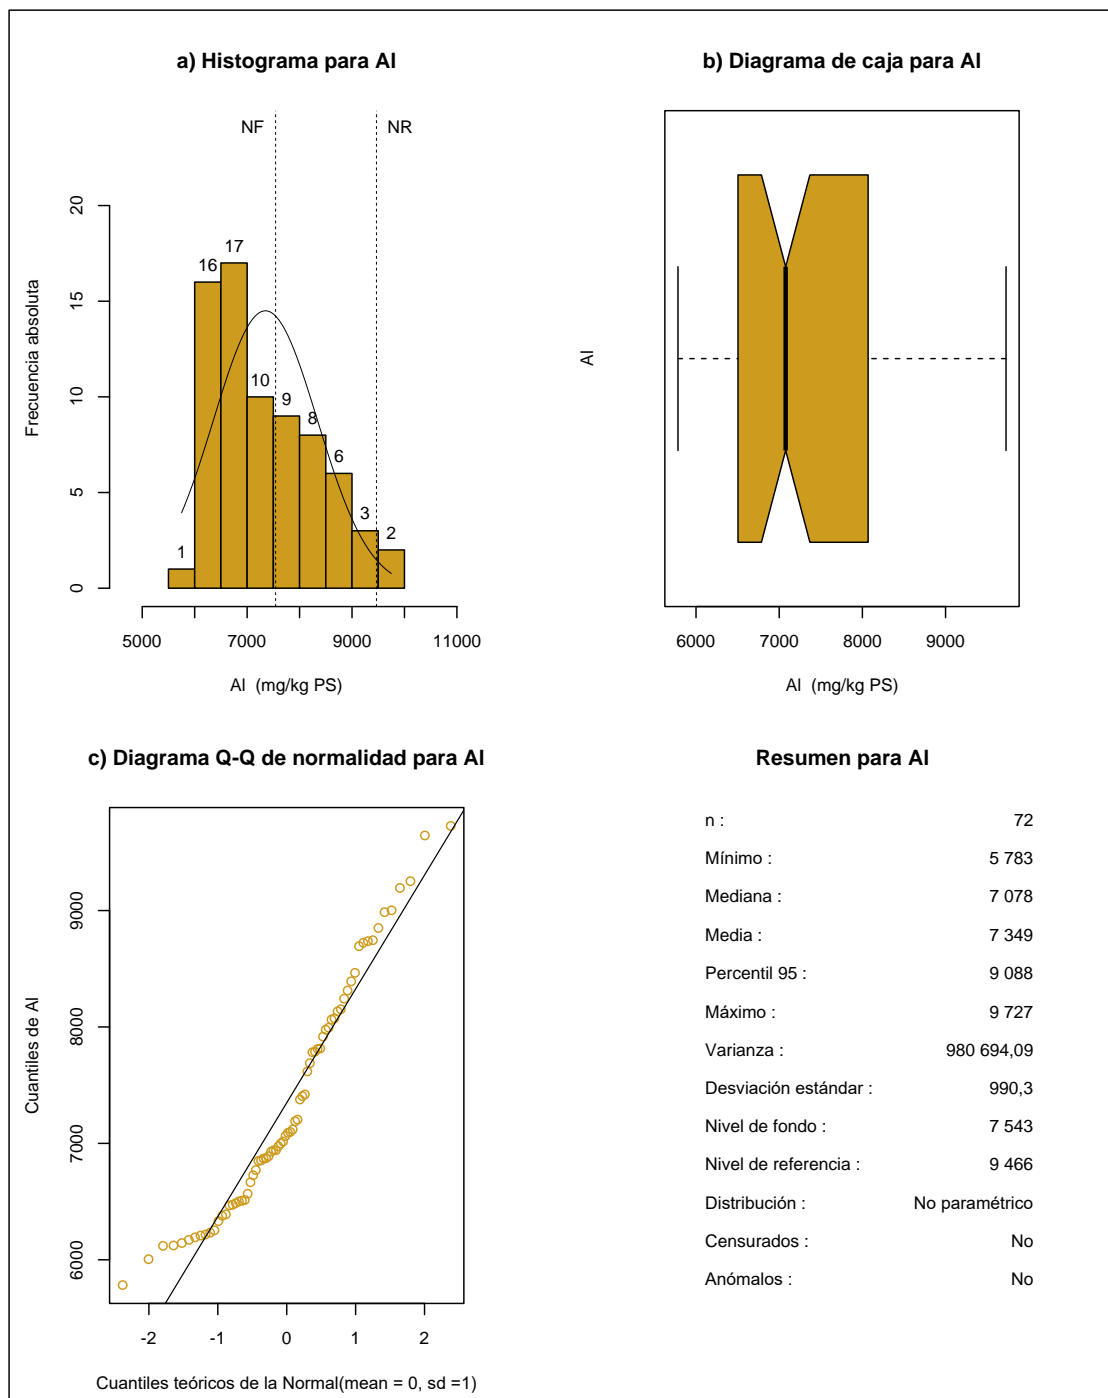 a) Histograma para Al
NF
NR
Frecuencia absoluta
0
5
10
15
20
1
16
17
10
9
8
6
3
2
5000 7000 9000 11000
Al (mg/kg PS)
b) Diagrama de caja para Al
Al
6000 7000 8000 9000
Al (mg/kg PS)
c) Diagrama Q-Q de normalidad para Al
Cuantiles de Al
6000
7000
8000
9000
-2 -1 0 1 2
Cuantiles teóricos de la Normal(mean = 0, sd =1)
Resumen para Al
n : 72
Mínimo : 5 783
Mediana : 7 078
Media : 7 349
Percentil 95 : 9 088
Máximo : 9 727
Varianza : 980 694,09
Desviación estándar : 990,3
Nivel de fondo : 7 543
Nivel de referencia : 9 466
Distribución : No paramétrico
Censurados : No
Anómalos : No